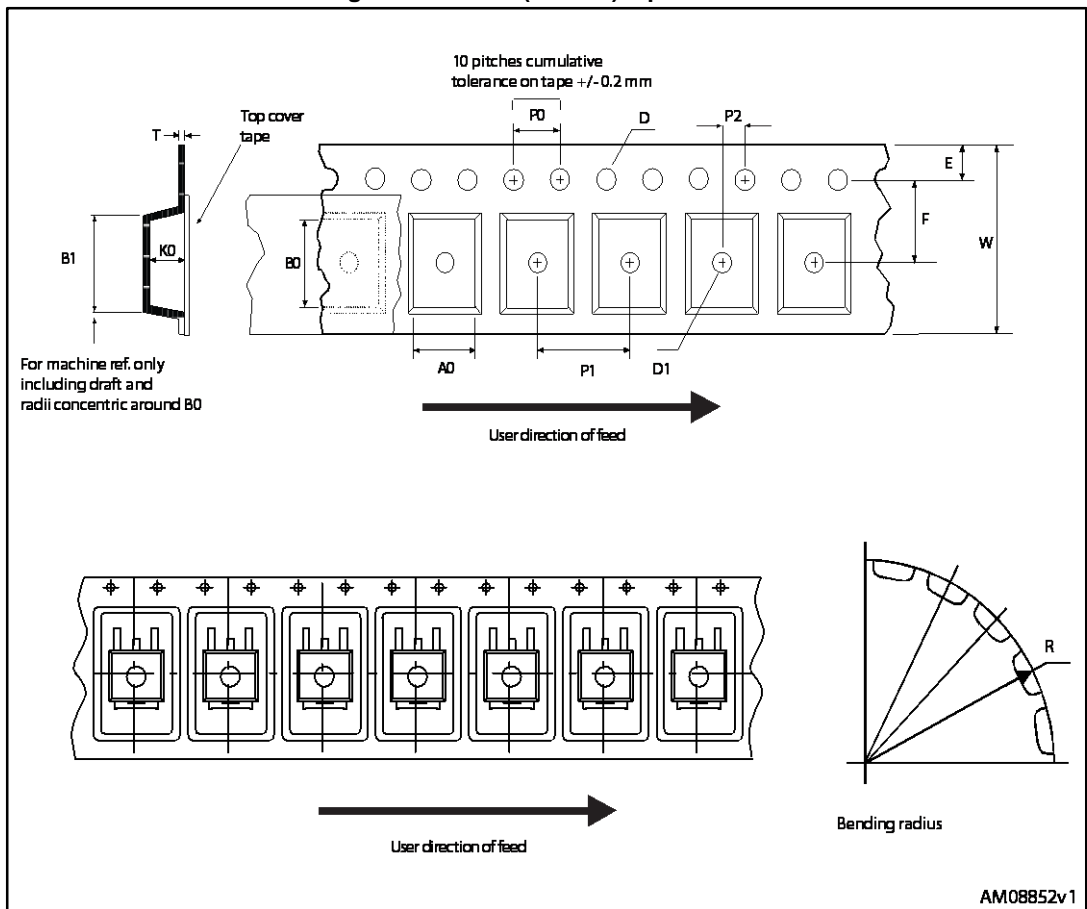 10 pitches cumulative
tolerance on tape +/- 0.2 mm
Top cover
tape
T
P0
D
P2
E
F
W
B1
K0
B0
For machine ref. only
including draft and
radii concentric around B0
A0
P1
D1
User direction of feed
R
Bending radius
User direction of feed
AM08852v1